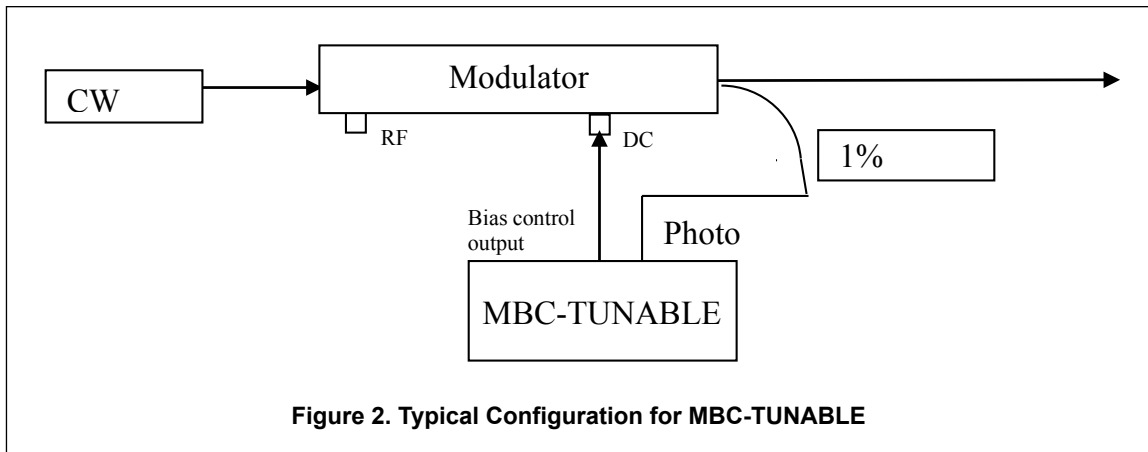 CW
Modulator
RF
DC
1%
Bias control
output
Photo
MBC-TUNABLE
Figure 2. Typical Configuration for MBC-TUNABLE